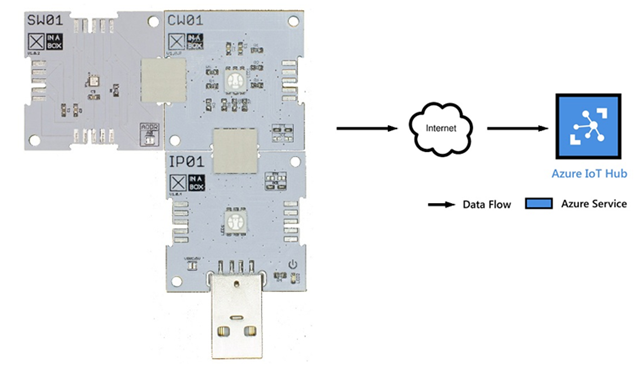 SW01
IN A
BOX
CW01
IN-A
BOX
IP01
IN A
BOX
Internet
Azure IoT Hub
Data Flow
Azure Service